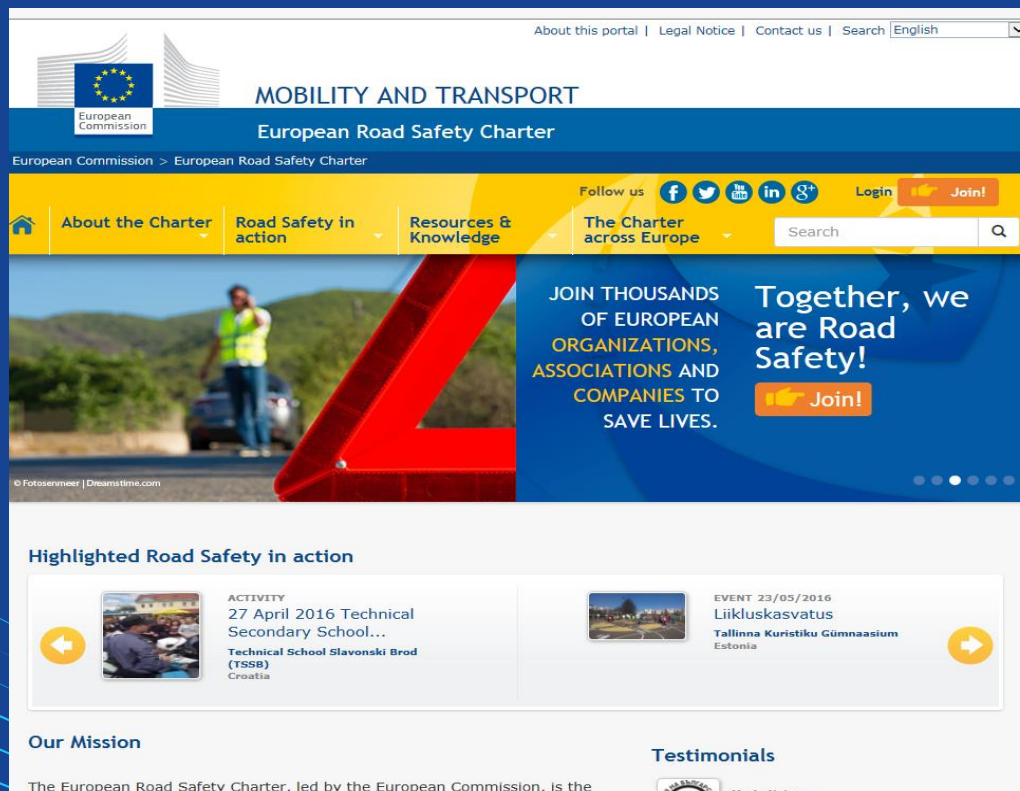 About this portal | Legal Notice | Contact us | Search English
European
Commission
MOBILITY AND TRANSPORT
European Road Safety Charter
European Commission > European Road Safety Charter
Follow us
Login
Join!
About the Charter
Road Safety in
action
Resources &
Knowledge
The Charter
across Europe
Search
JOIN THOUSANDS
OF EUROPEAN
ORGANIZATIONS,
ASSOCIATIONS AND
COMPANIES TO
SAVE LIVES.
Together, we
are Road
Safety!
Join!
© Fotosenmeer | Dreamstime.com
Highlighted Road Safety in action
ACTIVITY
27 April 2016 Technical
Secondary School...
Technical School Slavonski Brod
(TSSB)
Croatia
EVENT 23/05/2016
Liikluskasvatus
Tallinna Kuristiku Gümnaasium
Estonia
Our Mission
The European Road Safety Charter, led by the European Commission, is the
Testimonials